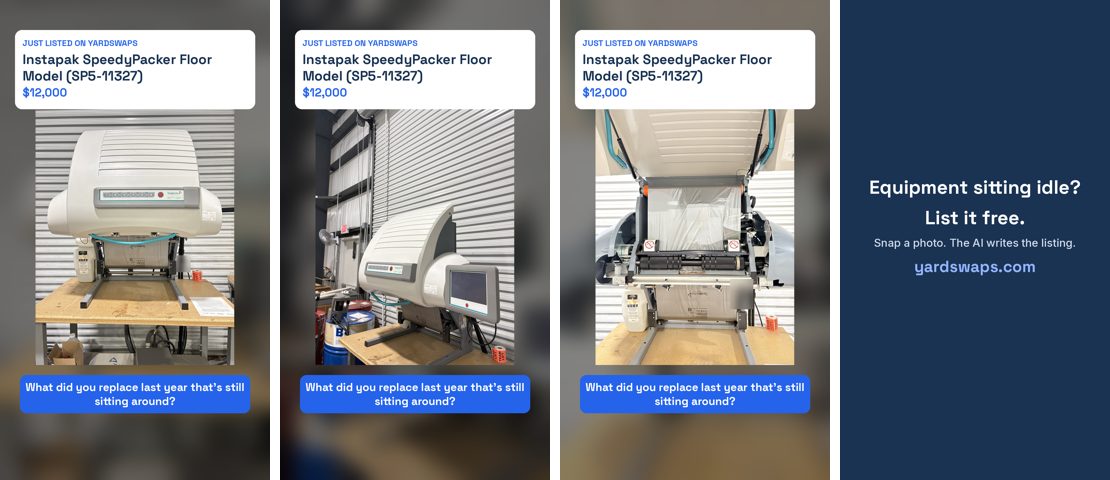 JUST LISTED ON YARDSWAPS
Instapak SpeedyPacker Floor
Model (SP5-11327)
$12,000
What did you replace last year that's still
sitting around?
JUST LISTED ON YARDSWAPS
Instapak SpeedyPacker Floor
Model (SP5-11327)
$12,000
What did you replace last year that's still
sitting around?
JUST LISTED ON YARDSWAPS
Instapak SpeedyPacker Floor
Model (SP5-11327)
$12,000
What did you replace last year that's still
sitting around?
Equipment sitting idle?
List it free.
Snap a photo. The AI writes the listing.
yardswaps.com